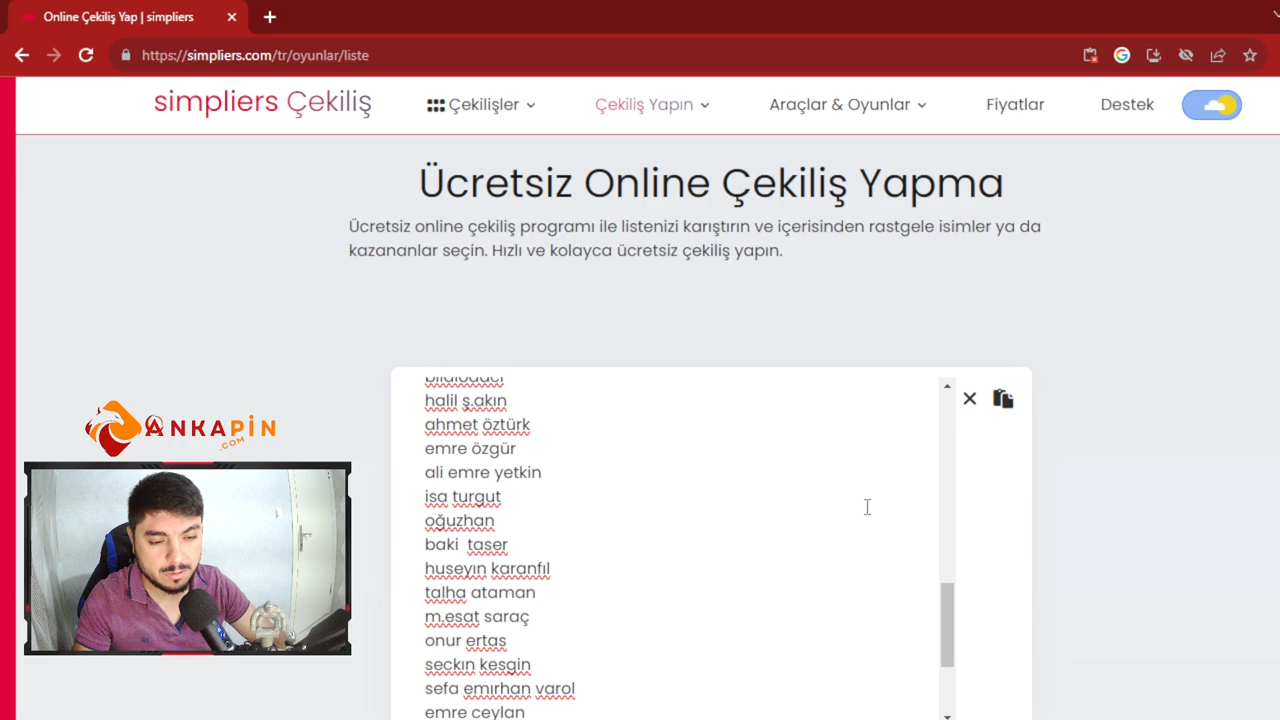 Online Çekiliş Yap | simpliers
https://simpliers.com/tr/oyunlar/liste
simpliers Çekiliş
Çekilişler
Çekiliş Yapın
Araçlar & Oyunlar
Fiyatlar
Destek
Ücretsiz Online Çekiliş Yapma
Ücretsiz online çekiliş programı ile listenizi karıştırın ve içerisinden rastgele isimler ya da
kazananlar seçin. Hızlı ve kolayca ücretsiz çekiliş yapın.
halil ş.akın
ahmet öztürk
emre özgür
ali emre yetkin
isa turgut
oğuzhan
baki  taser
huseyın karanfıl
talha ataman
m.esat saraç
onur ertas
seckın kesgin
sefa emırhan varol
emre ceylan
ANKAPİN
.COM